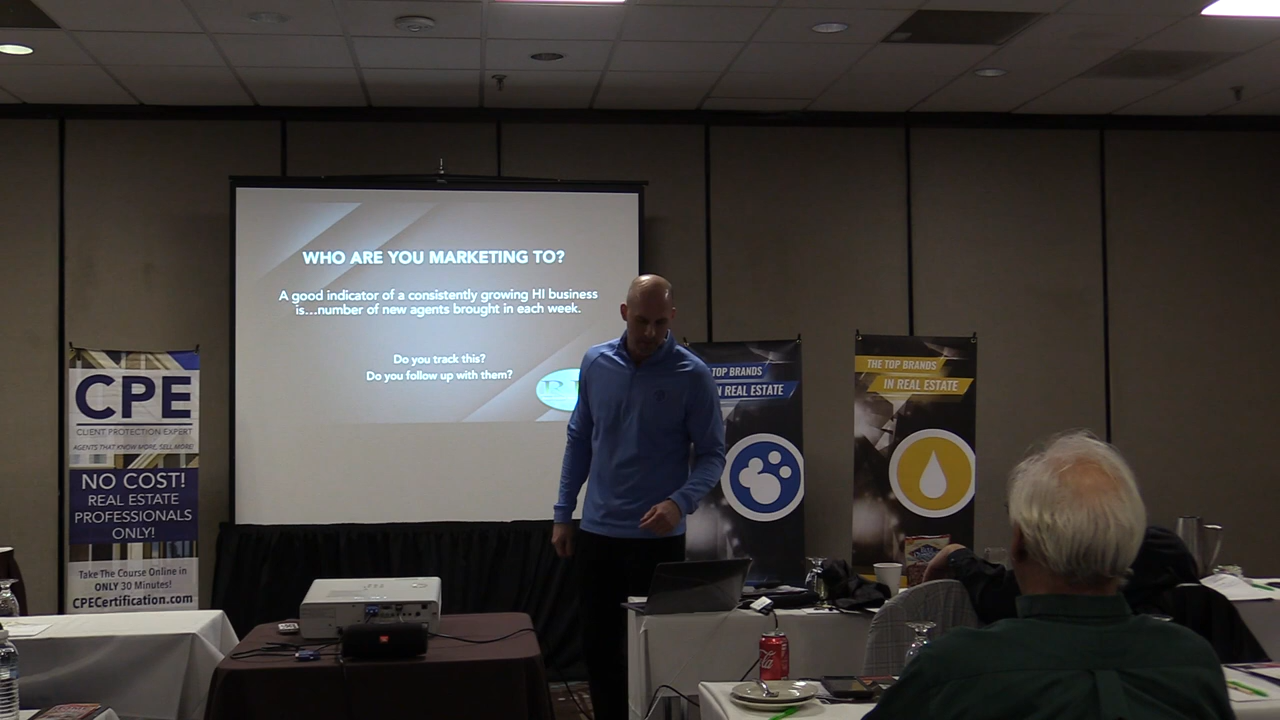 WHO ARE YOU MARKETING TO?
A good indicator of a consistently growing HI business
is...number of new agents brought in each week.
Do you track this?
Do you follow up with them?
CPE
CLIENT PROTECTION EXPERT
AGENTS THAT KNOW MORE, SELL MORE!
NO COST!
REAL ESTATE
PROFESSIONALS
ONLY!
Take The Course Online in
ONLY 30 Minutes!
CPECertification.com
TOP BRANDS
IN REAL ESTATE
THE TOP BRANDS
IN REAL ESTATE
JBL